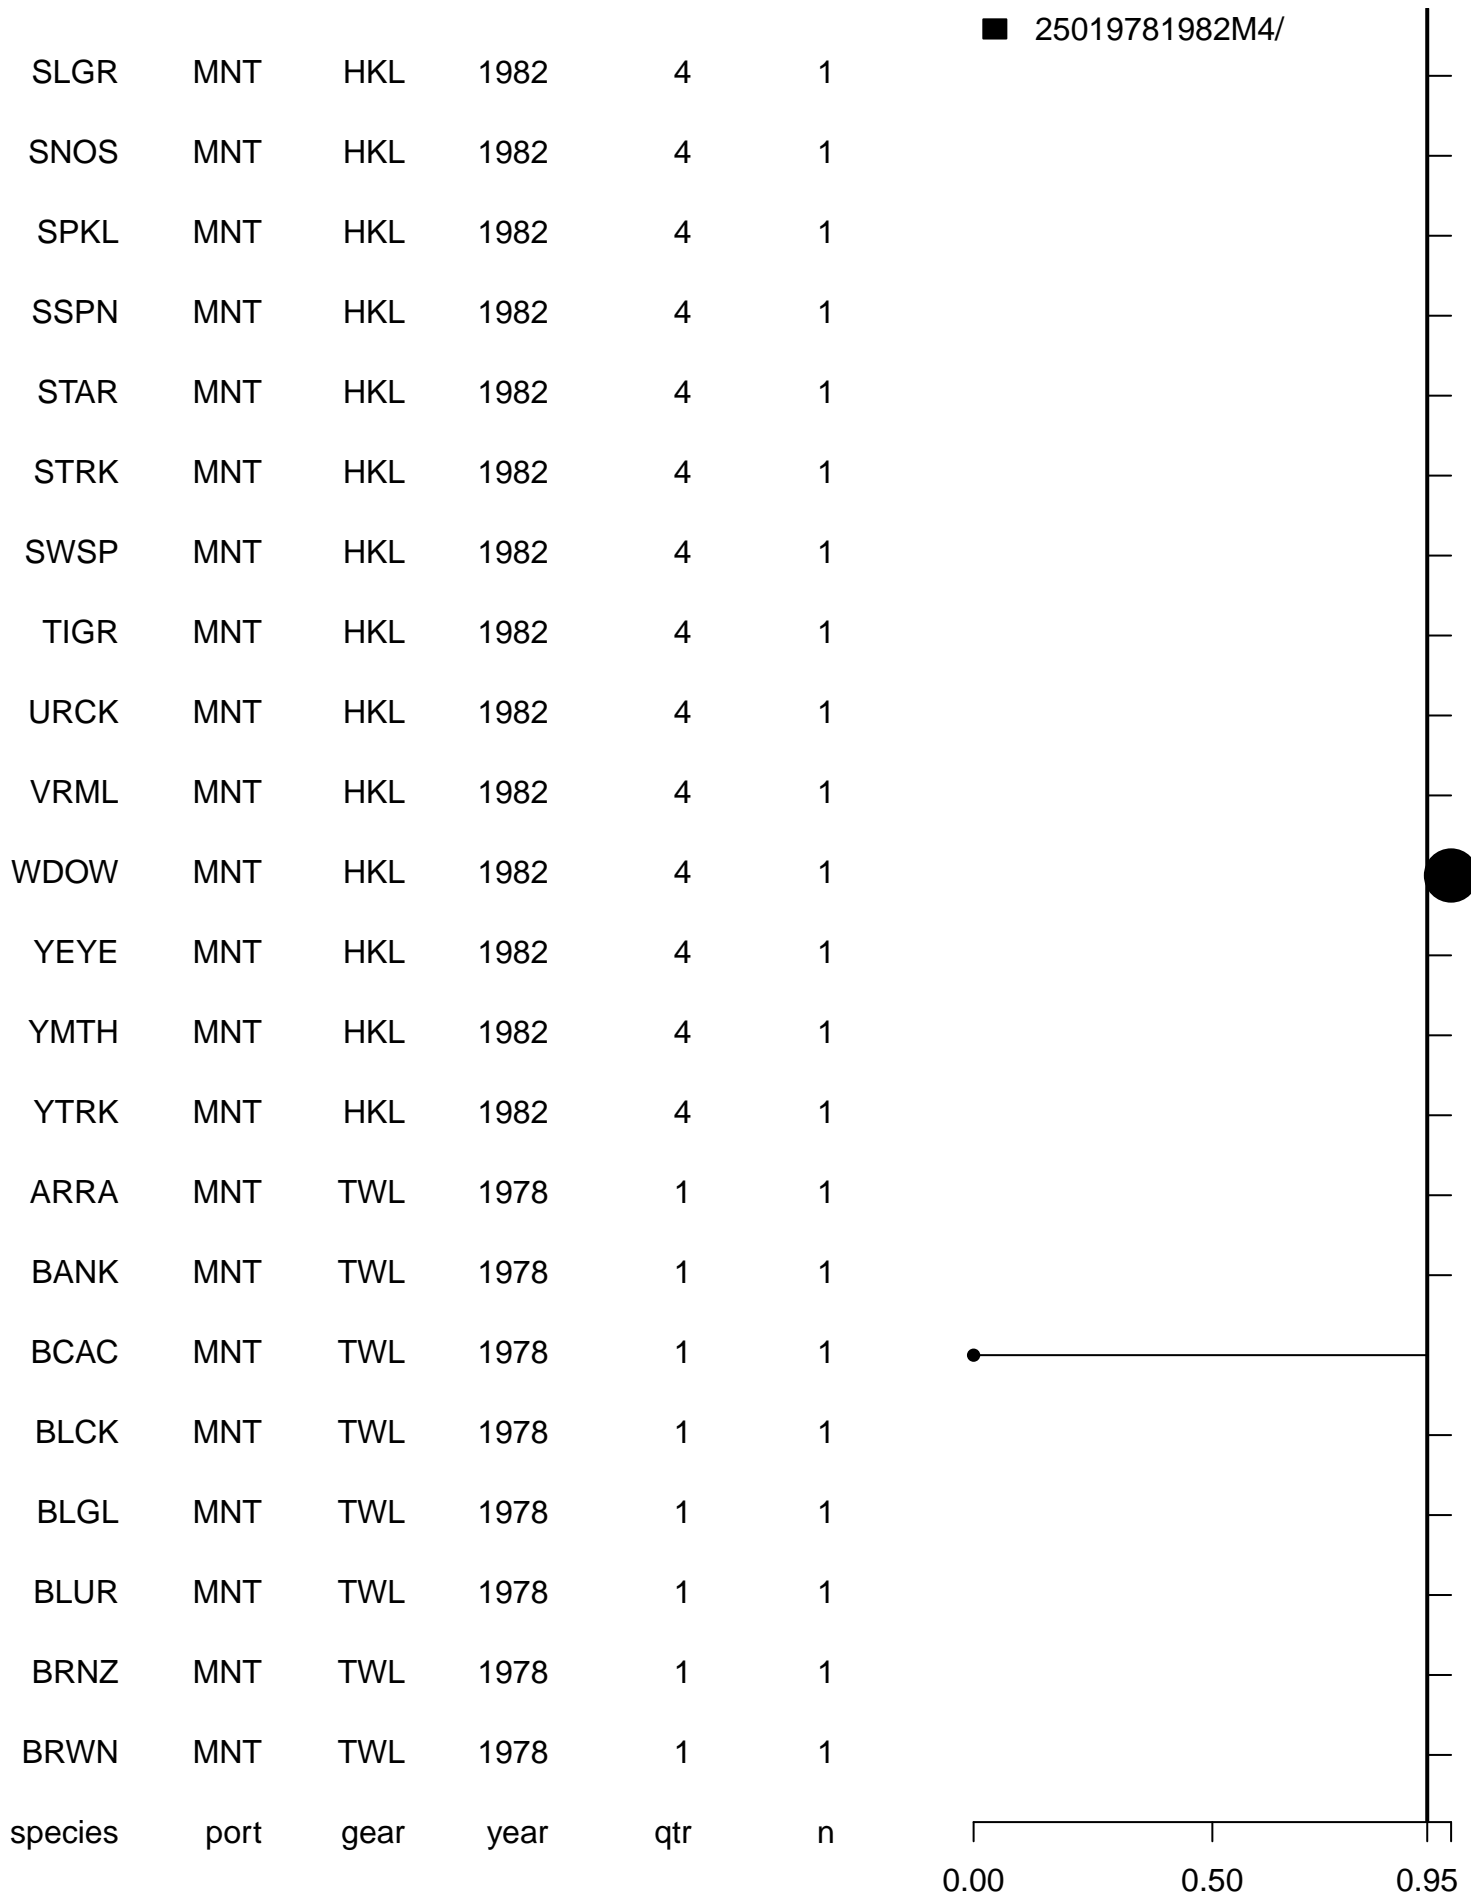 25019781982M4/
SLGR MNT HKL 1982 4 1
SNOS MNT HKL 1982 4 1
SPKL MNT HKL 1982 4 1
SSPN MNT HKL 1982 4 1
STAR MNT HKL 1982 4 1
STRK MNT HKL 1982 4 1
SWSP MNT HKL 1982 4 1
TIGR MNT HKL 1982 4 1
URCK MNT HKL 1982 4 1
VRML MNT HKL 1982 4 1
WDOW MNT HKL 1982 4 1
YEYE MNT HKL 1982 4 1
YMTH MNT HKL 1982 4 1
YTRK MNT HKL 1982 4 1
ARRA MNT TWL 1978 1 1
BANK MNT TWL 1978 1 1
BCAC MNT TWL 1978 1 1
BLCK MNT TWL 1978 1 1
BLGL MNT TWL 1978 1 1
BLUR MNT TWL 1978 1 1
BRNZ MNT TWL 1978 1 1
BRWN MNT TWL 1978 1 1
species port gear year qtr n
0.00 0.50 0.95